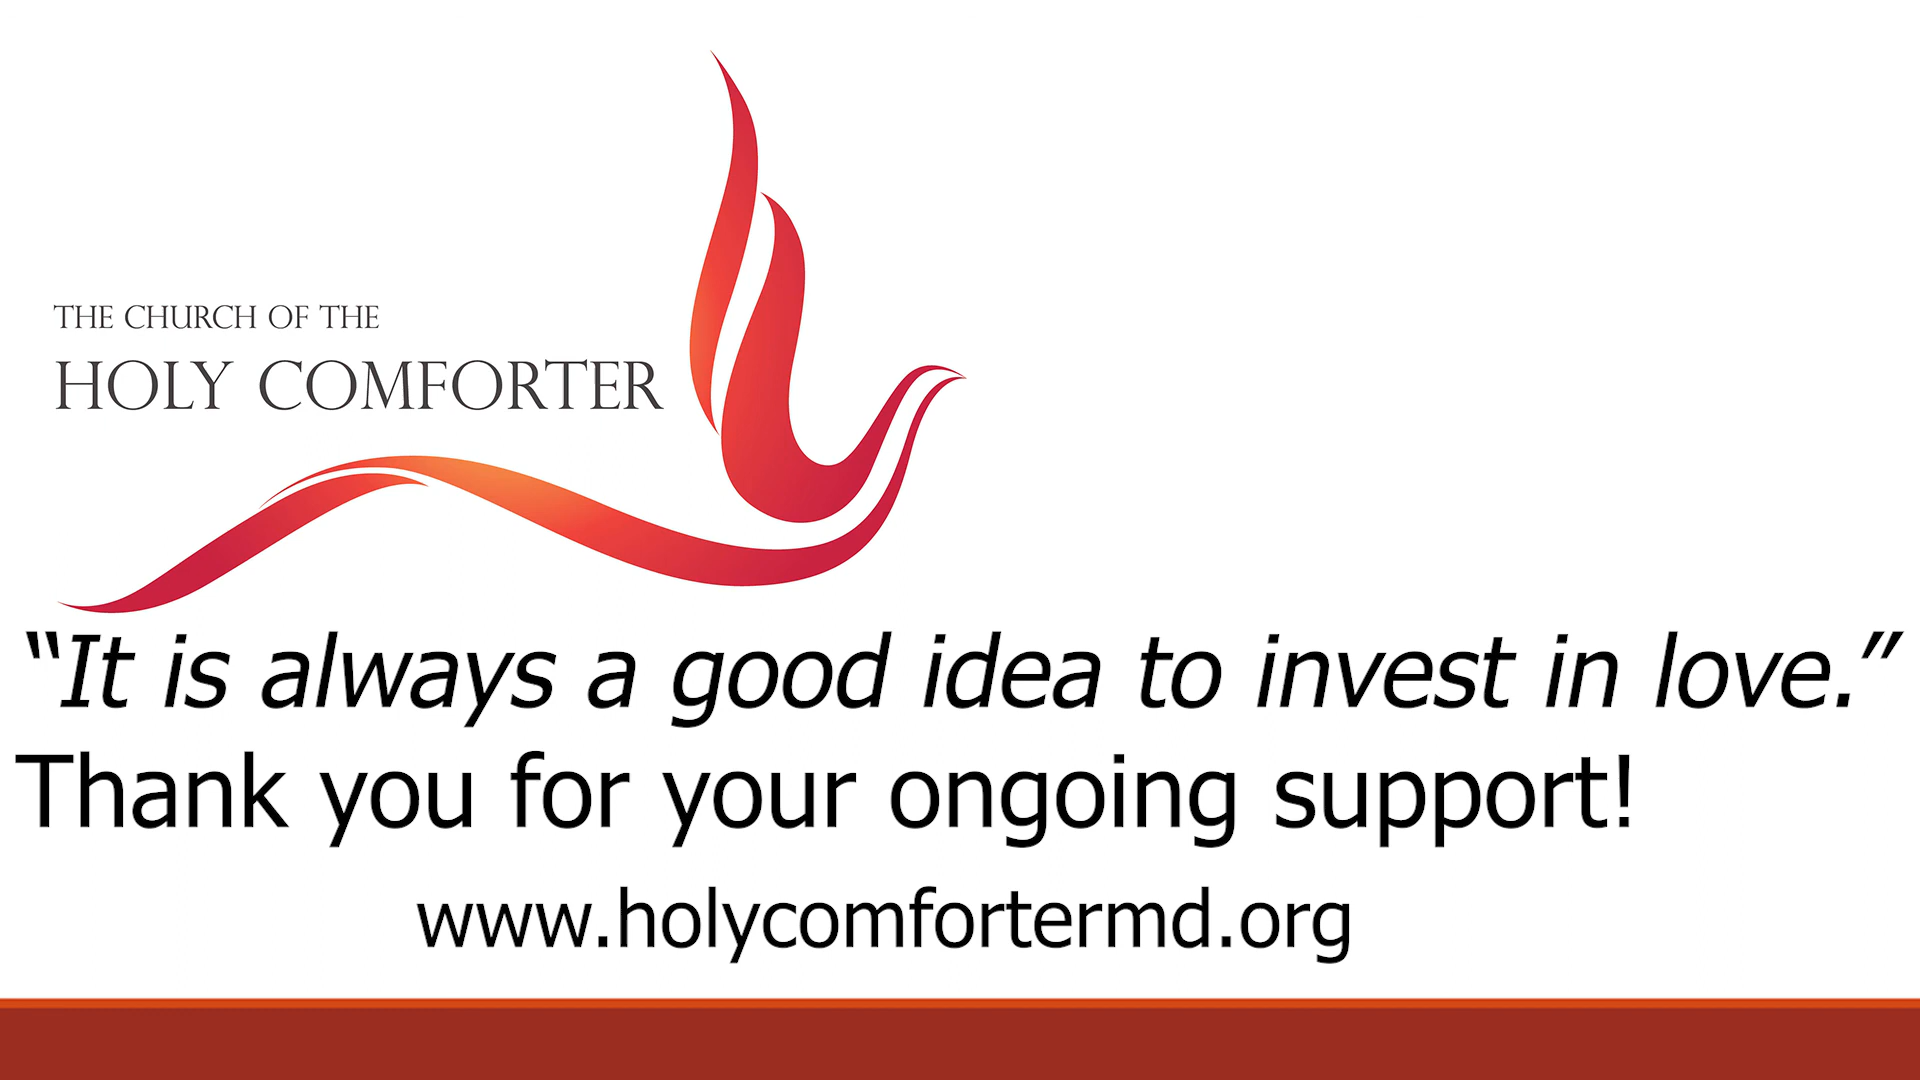 THE CHURCH OF THE
HOLY COMFORTER
“It is always a good idea to invest in love.”
Thank you for your ongoing support!
www.holycomfortermd.org